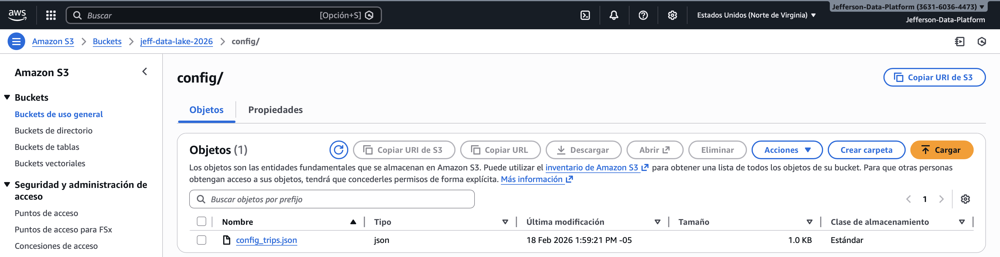 aws
Buscar
[Opción+S]
Estados Unidos (Norte de Virginia)
Jefferson-Data-Platform (3631-6036-4473)
Jefferson-Data-Platform
Amazon S3
Buckets
jeff-data-lake-2026
config/
Amazon S3
Buckets
Buckets de uso general
Buckets de directorio
Buckets de tablas
Buckets vectoriales
Seguridad y administración de
acceso
Puntos de acceso
Puntos de acceso para FSx
Concesiones de acceso
config/
Copiar URI de S3
Objetos
Propiedades
Objetos (1)
Copiar URI de S3
Copiar URL
Descargar
Abrir
Eliminar
Acciones
Crear carpeta
Cargar
Los objetos son las entidades fundamentales que se almacenan en Amazon S3. Puede utilizar el inventario de Amazon S3 para obtener una lista de todos los objetos de su bucket. Para que otras personas
obtengan acceso a sus objetos, tendrá que concederles permisos de forma explícita. Más información
Buscar objetos por prefijo
1
Nombre
Tipo
Última modificación
Tamaño
Clase de almacenamiento
config_trips.json
json
18 Feb 2026 1:59:21 PM -05
1.0 KB
Estándar